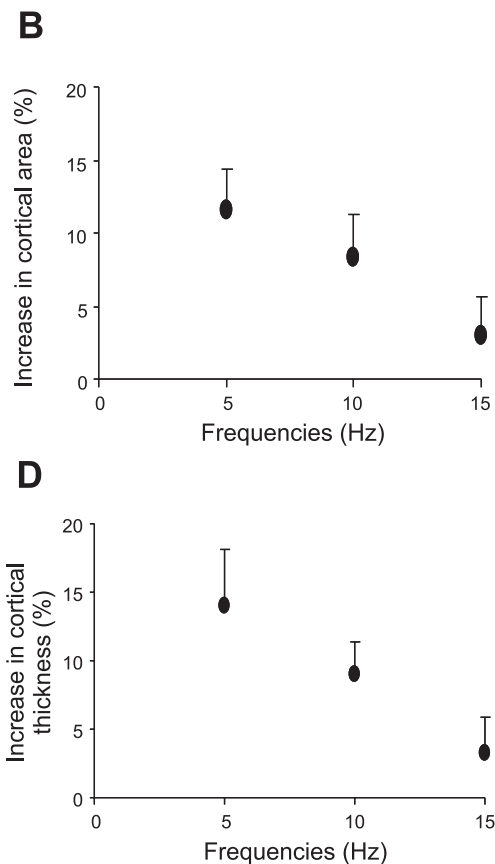 B
Increase in cortical area (%)
20
15
10
5
0
0 5 10 15
Frequencies (Hz)
D
Increase in cortical
thickness (%)
20
15
10
5
0
0 5 10 15
Frequencies (Hz)